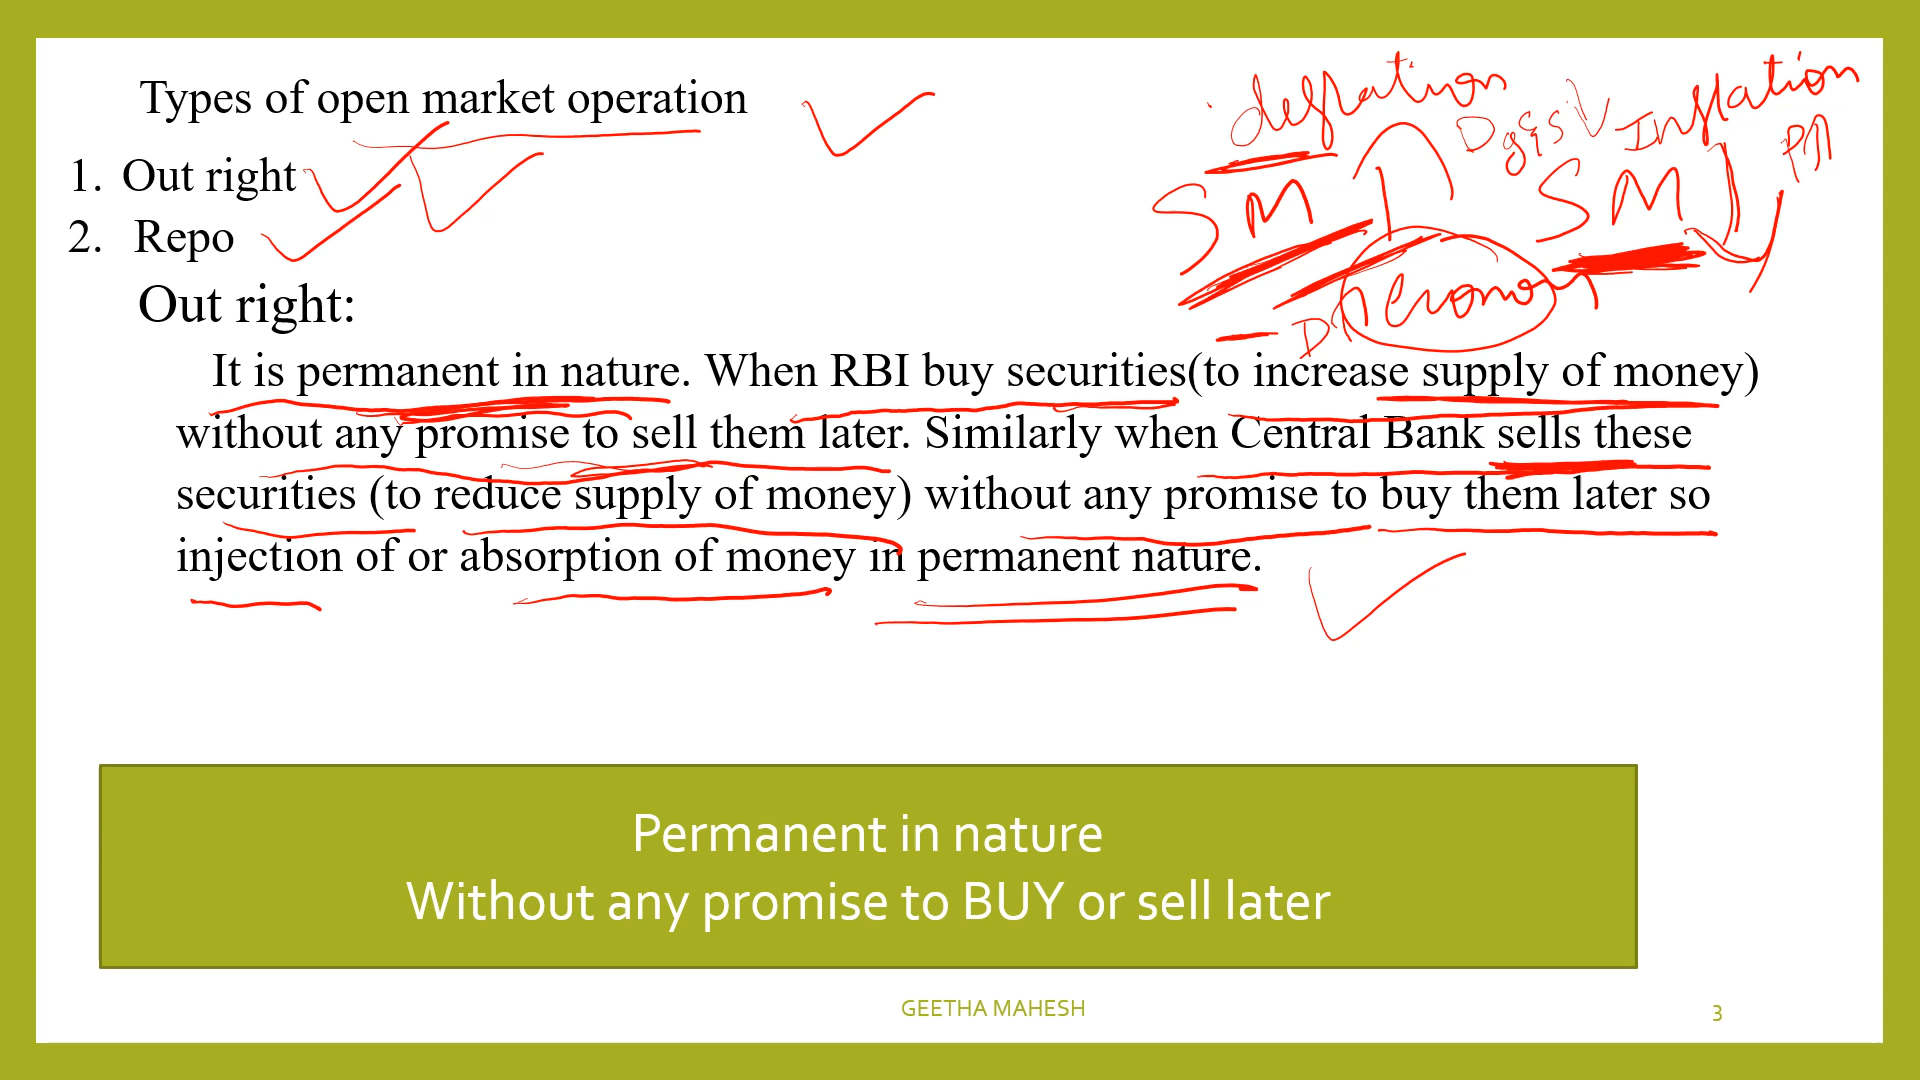 Types of open market operation
1. Out right
2. Repo
deflation
D g & s
Inflation
P
SM
SM
economy
D
Out right:
It is permanent in nature. When RBI buy securities(to increase supply of money)
without any promise to sell them later. Similarly when Central Bank sells these
securities (to reduce supply of money) without any promise to buy them later so
injection of or absorption of money in permanent nature.
Permanent in nature
Without any promise to BUY or sell later
GEETHA MAHESH
3